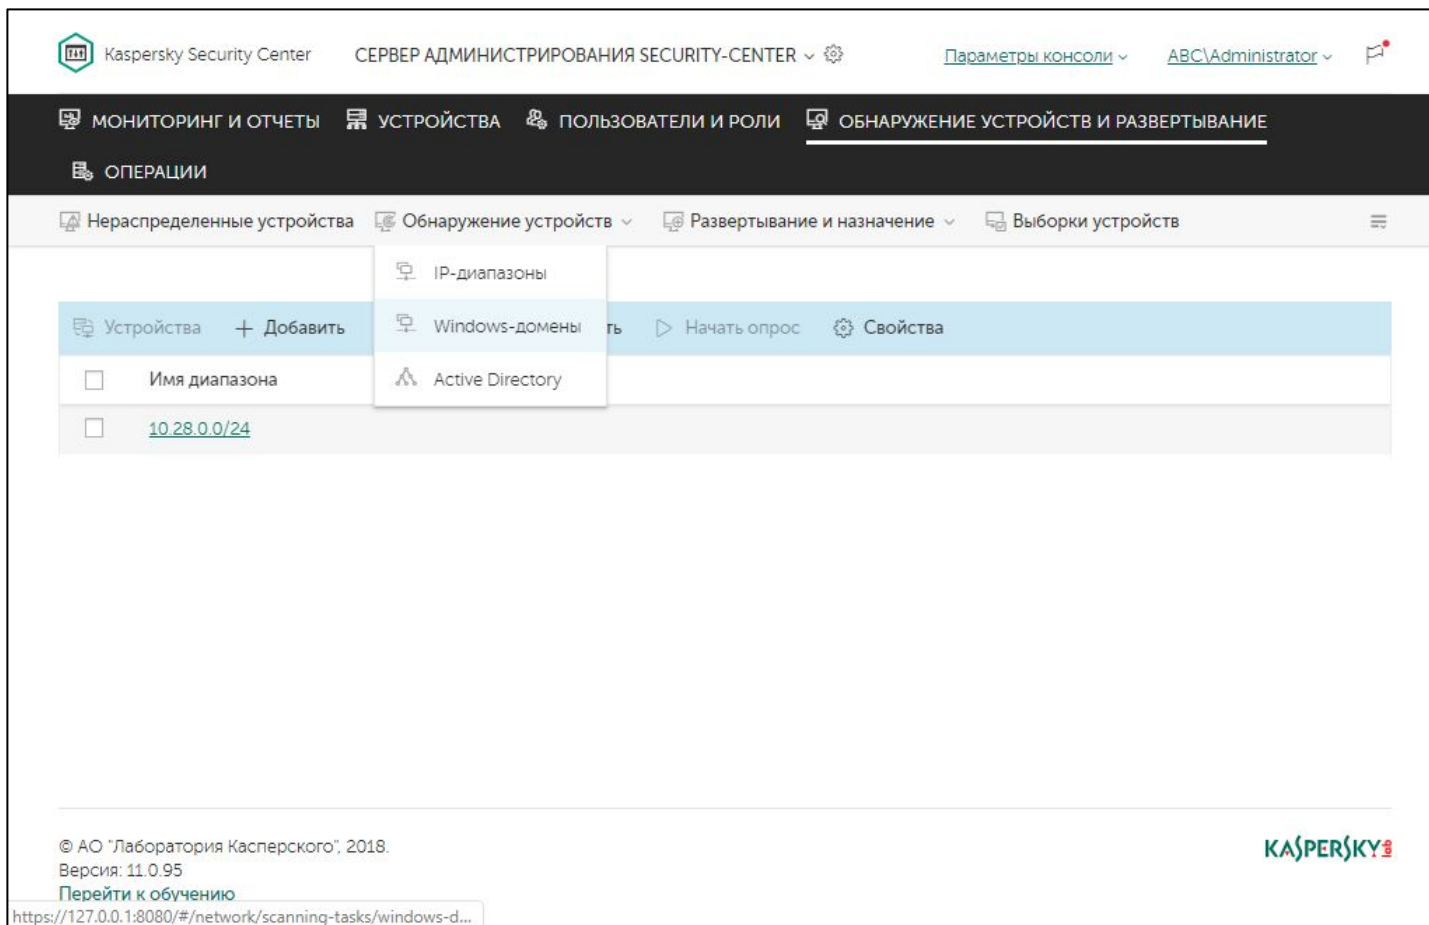 Kaspersky Security Center СЕРВЕР АДМИНИСТРИРОВАНИЯ SECURITY-CENTER Параметры консоли ABC\Administrator
МОНИТОРИНГ И ОТЧЕТЫ УСТРОЙСТВА ПОЛЬЗОВАТЕЛИ И РОЛИ ОБНАРУЖЕНИЕ УСТРОЙСТВ И РАЗВЕРТЫВАНИЕ
ОПЕРАЦИИ
Нераспределенные устройства Обнаружение устройств Развертывание и назначение Выборки устройств
IP-диапазоны
Устройства + Добавить Windows-домены ть Начать опрос Свойства
Имя диапазона Active Directory
10.28.0.0/24
© АО "Лаборатория Касперского", 2018.
KASPERSKY lab
Версия: 11.0.95
Перейти к обучению
https://127.0.0.1:8080/#/network/scanning-tasks/windows-d...